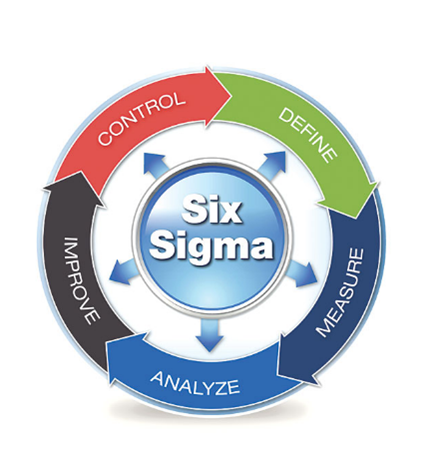 Six
Sigma
DEFINE
MEASURE
ANALYZE
IMPROVE
CONTROL